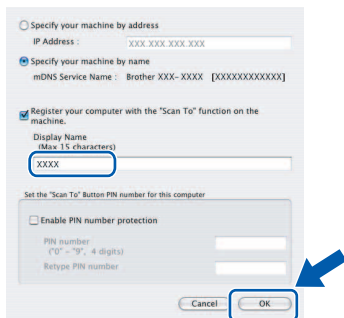 Specify your machine by address
IP Address : XXX.XXX.XXX.XXX
Specify your machine by name
mDNS Service Name : Brother XXX-XXXX [XXXXXXXXXXXX]
Register your computer with the "Scan To" function on the
machine.
Display Name
(Max 15 characters)
XXXX
Set the "Scan To" Button PIN number for this computer
Enable PIN number protection
PIN number
("0" - "9", 4 digits)
Retype PIN number
Cancel OK